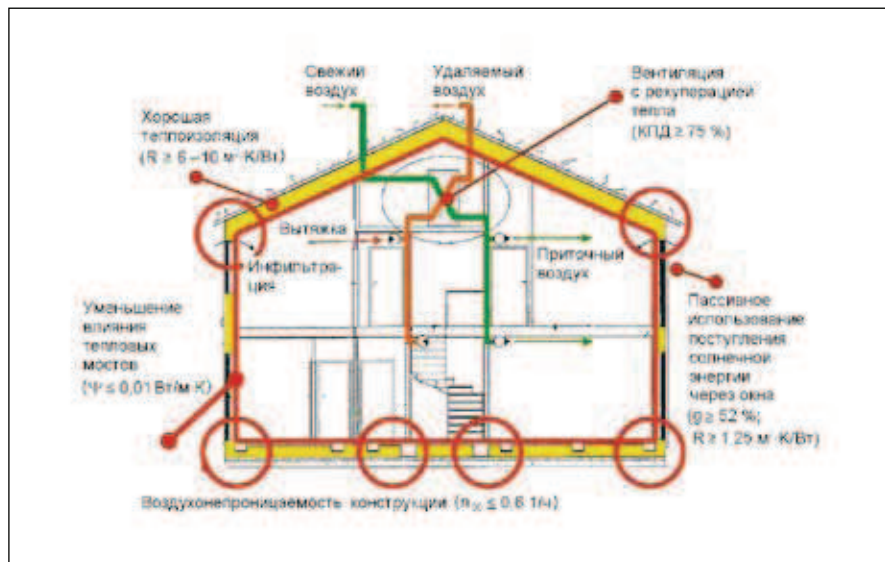 Свежий
воздух
Удаляемый
воздух
Вентиляция
с рекуперацией
тепла
(КПД ≥ 75 %)
Хорошая
теплоизоляция
(R ≥ 6–10 м·К/Вт)
Вытяжка
Инфильтра-
ция
Приточный
воздух
Уменьшение
влияния
тепловых
мостов
(Ψ ≤ 0,01 Вт/м·К)
Пассивное
использование
поступления
солнечной
энергии
через окна
(g ≥ 52 %;
R ≥ 1,25 м·К/Вт)
Воздухонепроницаемость конструкции (n₅₀ ≤ 0,6 1/ч)